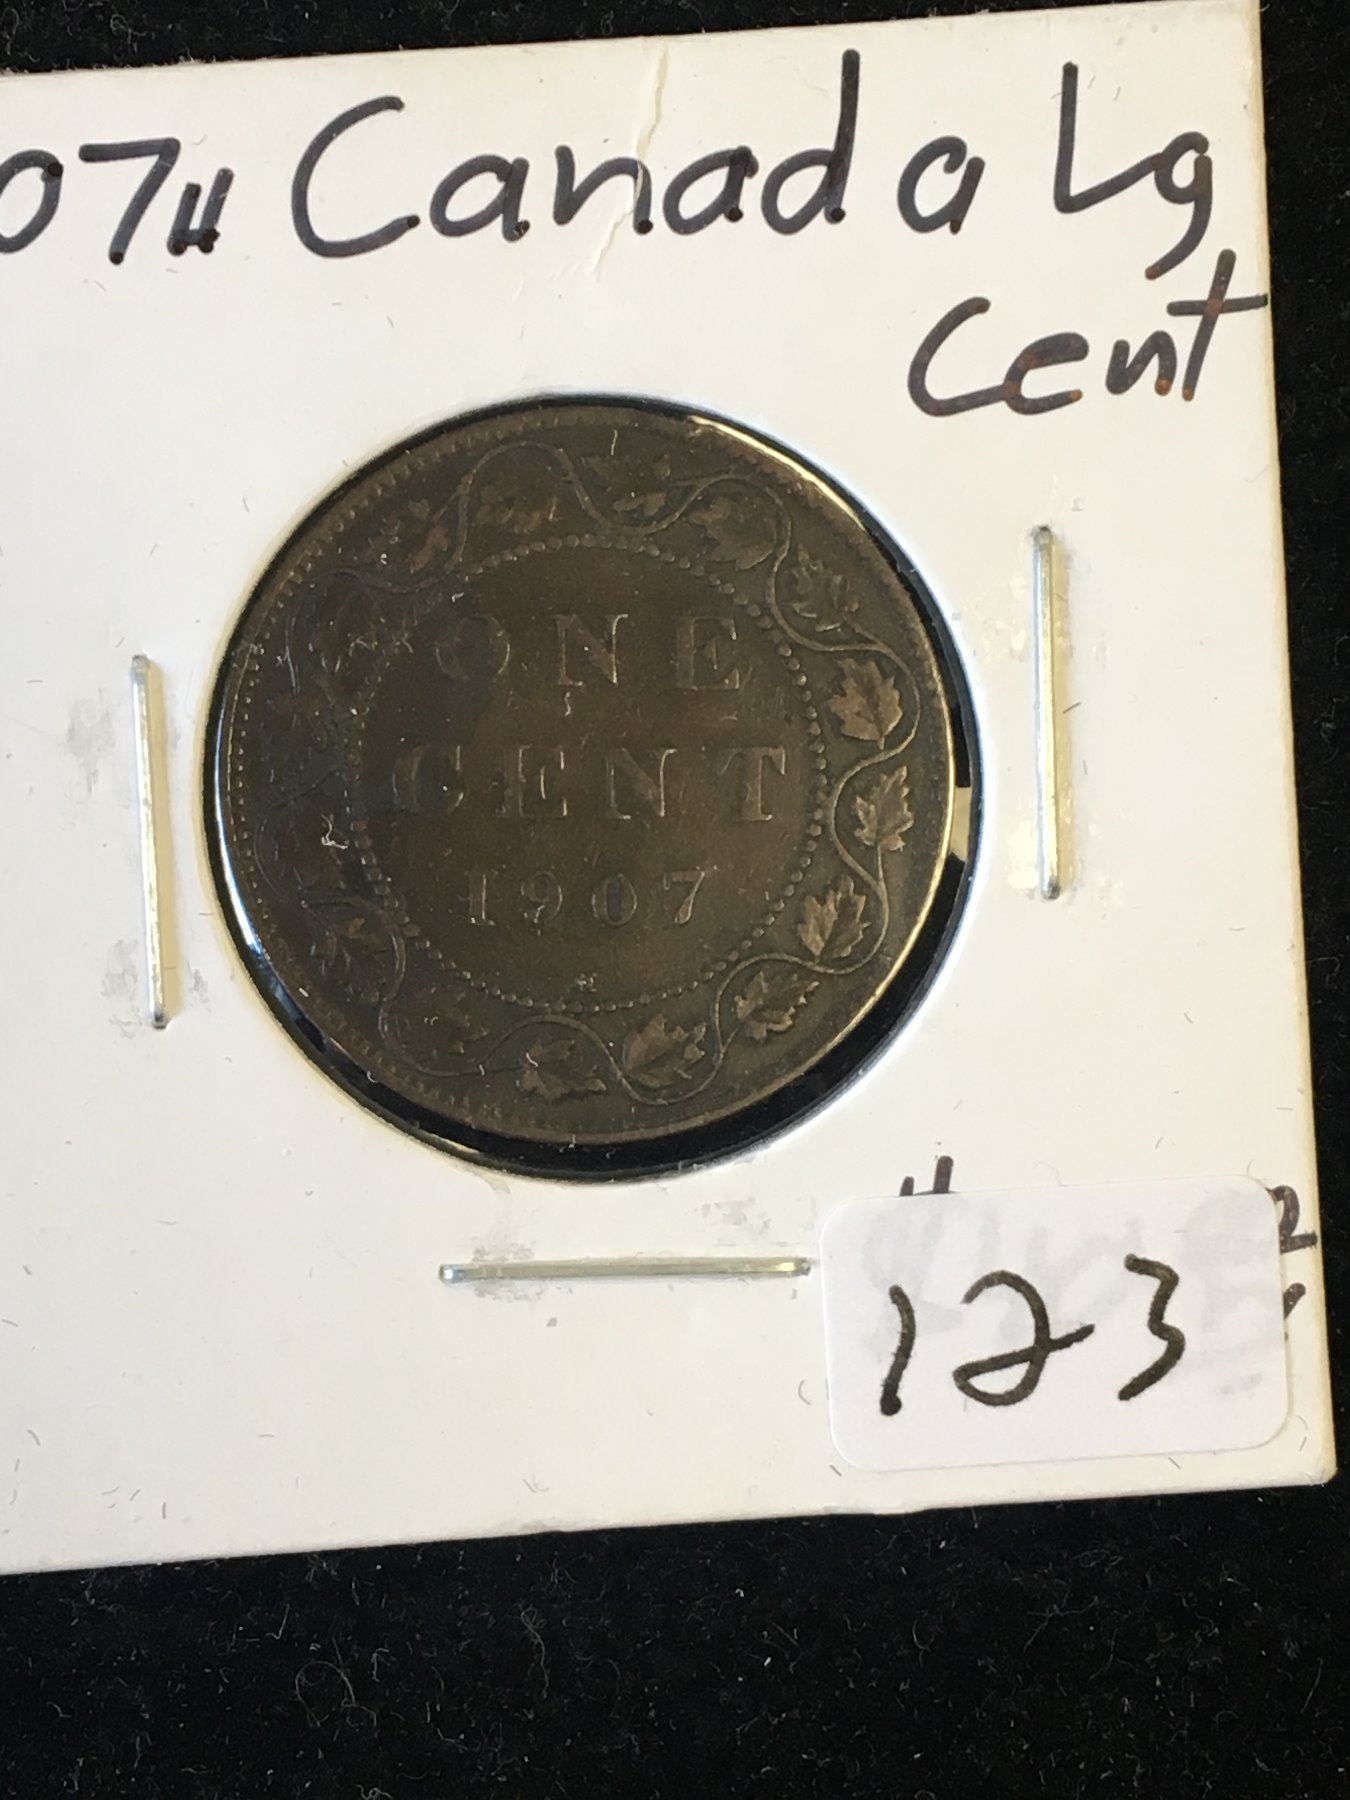 07H Canada Lg
Cent
ONE
CENT
1907
H
123